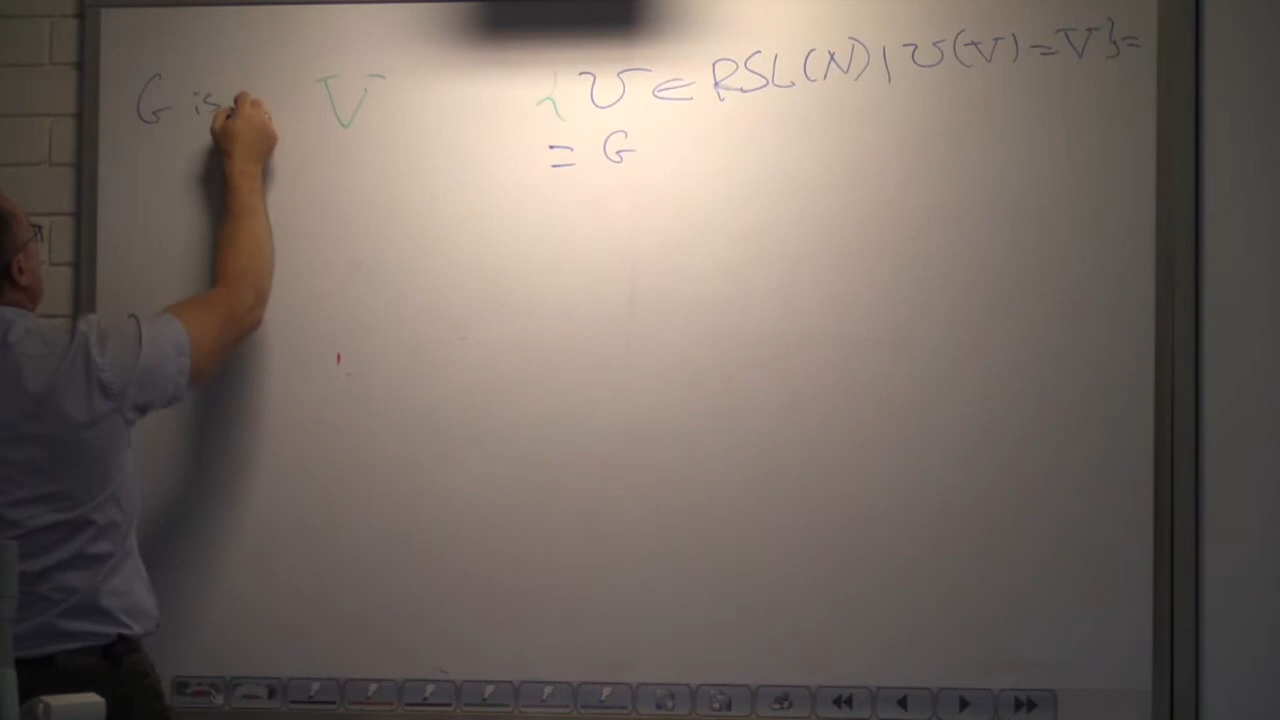 G is V {U ∈ RSL(N) | U(V) = V} =
= G